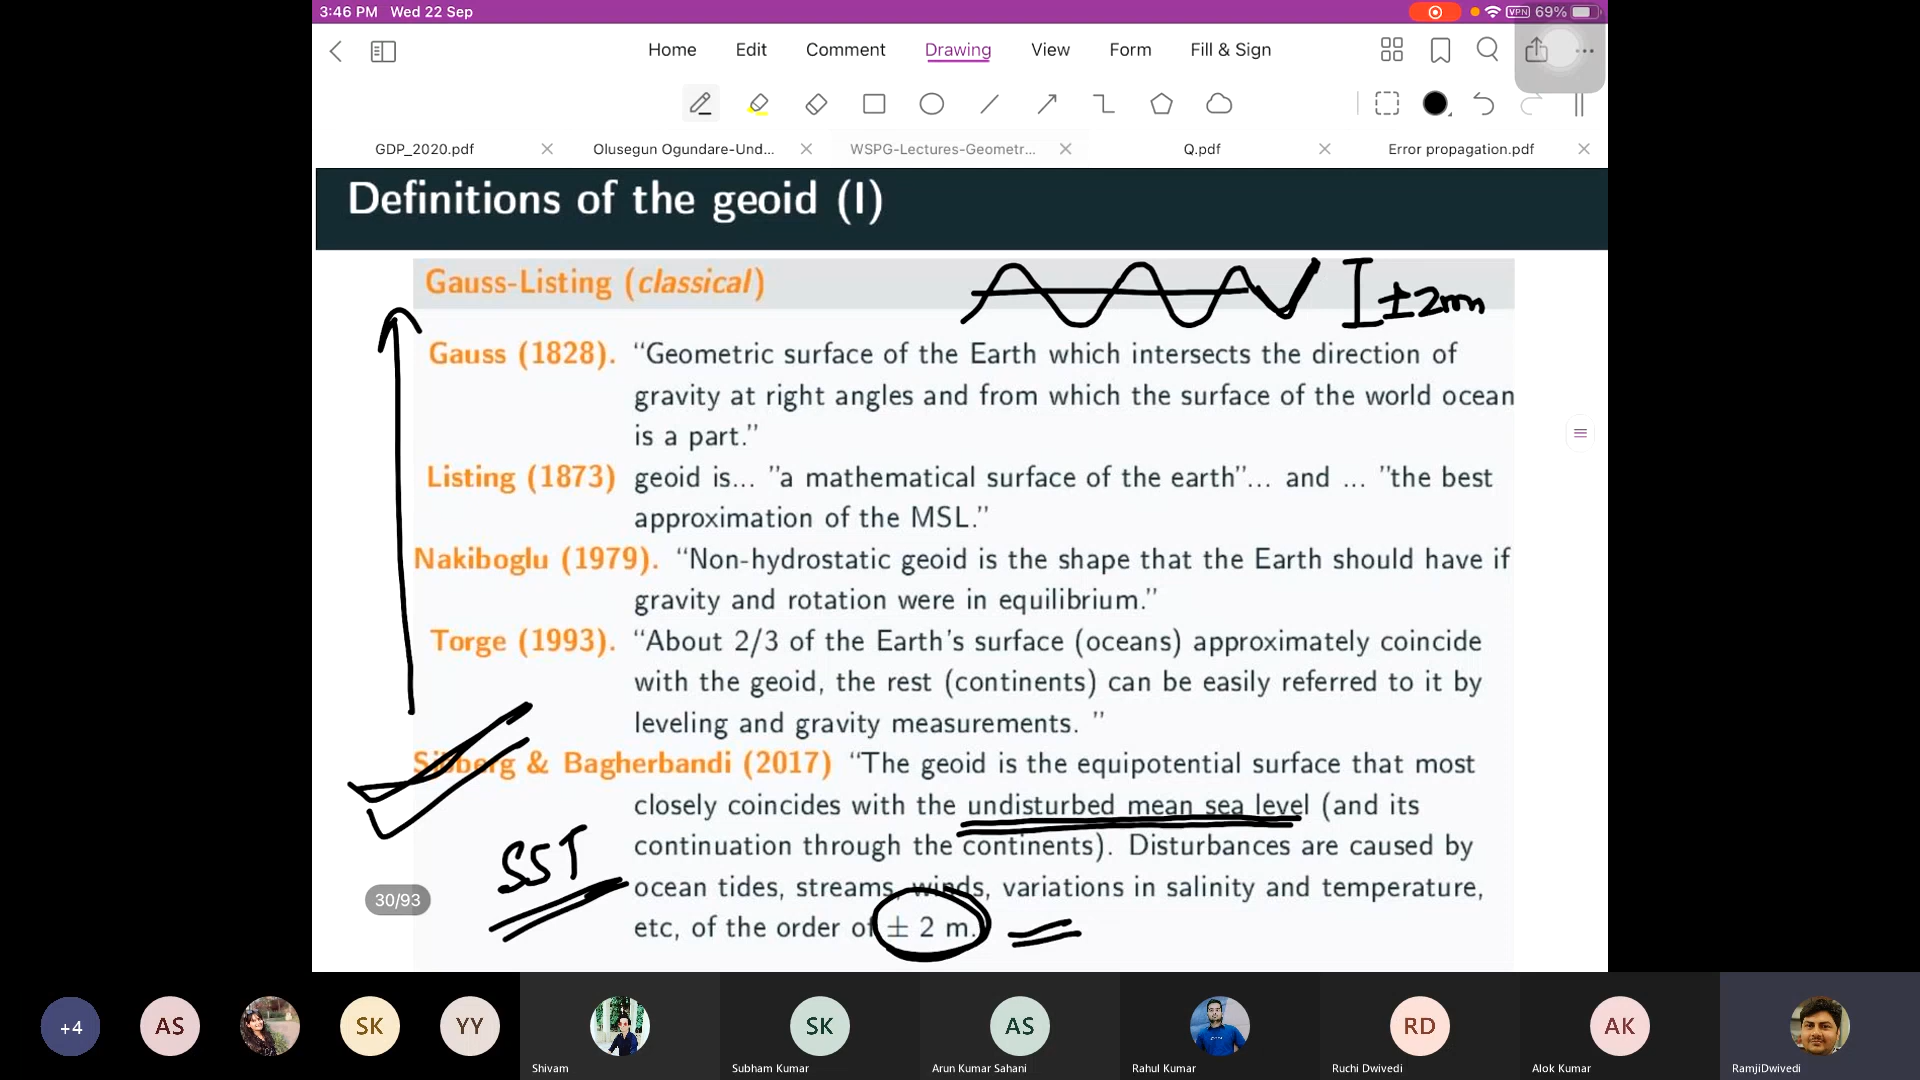 3:46 PM Wed 22 Sep
VPN 69%
Home Edit Comment Drawing View Form Fill & Sign
GDP_2020.pdf Olusegun Ogundare-Und... WSPG-Lectures-Geometr... Q.pdf Error propagation.pdf
Definitions of the geoid (I)
Gauss-Listing (classical)
±2m
Gauss (1828). “Geometric surface of the Earth which intersects the direction of
gravity at right angles and from which the surface of the world ocean
is a part.”
Listing (1873) geoid is... ”a mathematical surface of the earth”... and ... ”the best
approximation of the MSL.”
Nakiboglu (1979). “Non-hydrostatic geoid is the shape that the Earth should have if
gravity and rotation were in equilibrium.”
Torge (1993). “About 2/3 of the Earth's surface (oceans) approximately coincide
with the geoid, the rest (continents) can be easily referred to it by
leveling and gravity measurements. ”
Sjöberg & Bagherbandi (2017) “The geoid is the equipotential surface that most
closely coincides with the undisturbed mean sea level (and its
continuation through the continents). Disturbances are caused by
ocean tides, streams, winds, variations in salinity and temperature,
etc, of the order of ± 2 m.
SST
30/93
+4 AS SK YY SK AS RD AK
Shivam Subham Kumar Arun Kumar Sahani Rahul Kumar Ruchi Dwivedi Alok Kumar RamjiDwivedi